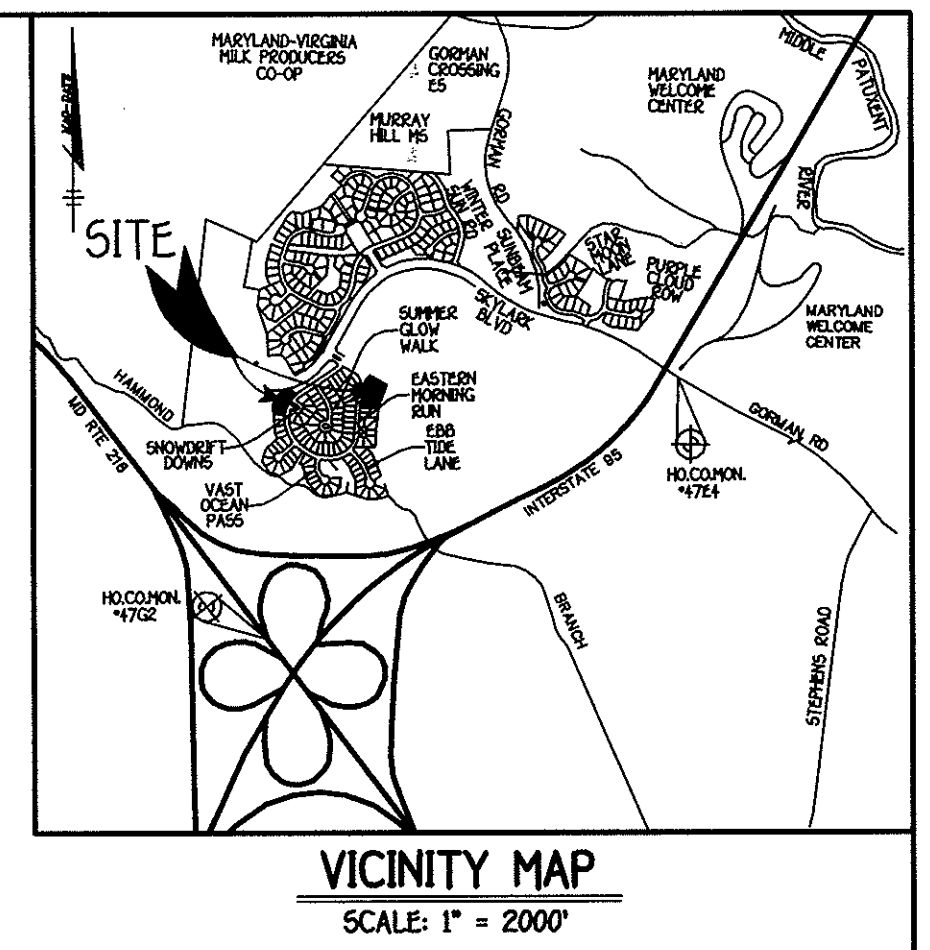 MARYLAND-VIRGINIA
MILK PRODUCERS
CO-OP
GORMAN
CROSSING
ES
MURRAY
HILL MS
GORMAN RD
MARYLAND
WELCOME
CENTER
MIDDLE
PATUXENT
RIVER
SITE
WINTER
SUN RD
SUNBEAM
PLACE
STAR
MOON
LANE
PURPLE
CLOUD
ROW
SKYLARK
BLVD
SUMMER
GLOW
WALK
MARYLAND
WELCOME
CENTER
HAMMOND
MD RTE 216
EASTERN
MORNING
RUN
EBB
TIDE
LANE
SNOWDRIFT
DOWNS
VAST
OCEAN
PASS
INTERSTATE 95
GORMAN RD
HO.CO.MON.
*47E4
HO.CO.MON.
*47G2
BRANCH
STEPHENS ROAD
VICINITY MAP
SCALE: 1" = 2000'